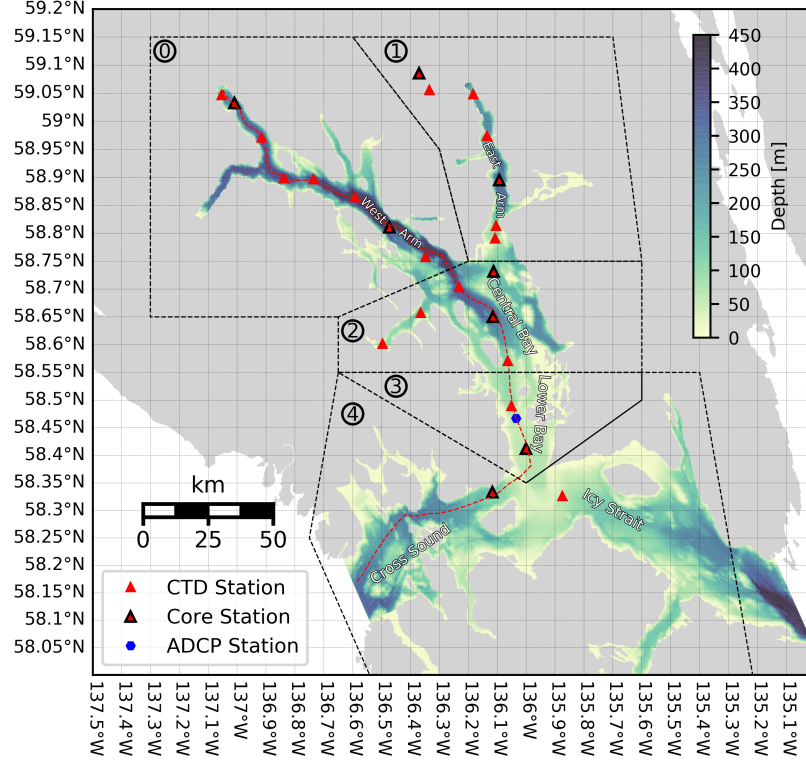 59.2°N
59.15°N
59.1°N
59.05°N
59°N
58.95°N
58.9°N
58.85°N
58.8°N
58.75°N
58.7°N
58.65°N
58.6°N
58.55°N
58.5°N
58.45°N
58.4°N
58.35°N
58.3°N
58.25°N
58.2°N
58.15°N
58.1°N
58.05°N
0
1
2
3
4
West Arm
East Arm
Central Bay
Lower Bay
Icy Strait
Cross Sound
450
400
350
300
250
200
150
100
50
0
Depth [m]
km
0 25 50
CTD Station
Core Station
ADCP Station
137.5°W
137.4°W
137.3°W
137.2°W
137.1°W
137°W
136.9°W
136.8°W
136.7°W
136.6°W
136.5°W
136.4°W
136.3°W
136.2°W
136.1°W
136°W
135.9°W
135.8°W
135.7°W
135.6°W
135.5°W
135.4°W
135.3°W
135.2°W
135.1°W